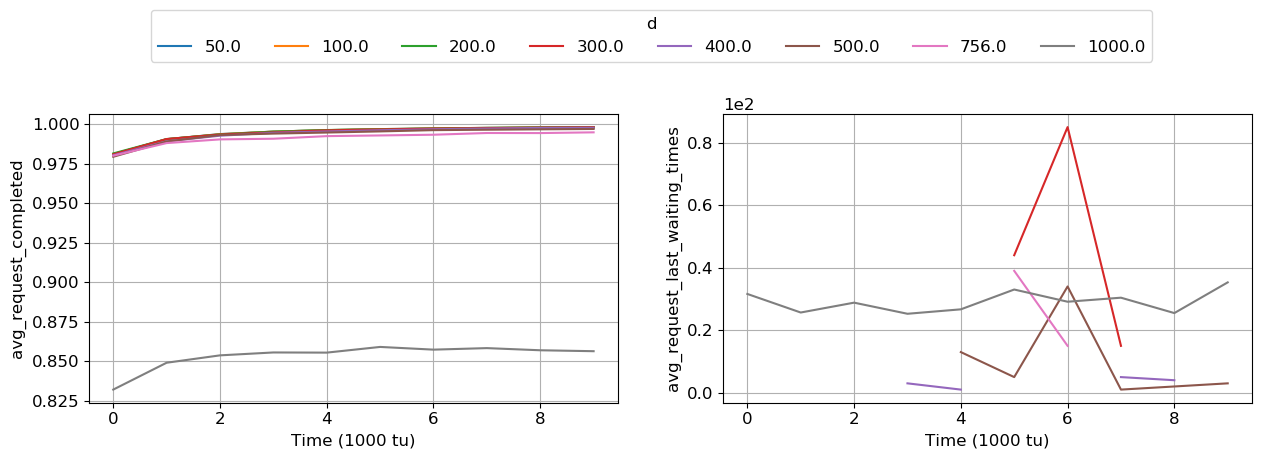 d
50.0 100.0 200.0 300.0 400.0 500.0 756.0 1000.0
avg_request_completed
1.000
0.975
0.950
0.925
0.900
0.875
0.850
0.825
0 2 4 6 8
Time (1000 tu)
1e2
avg_request_last_waiting_times
0.8
0.6
0.4
0.2
0.0
0 2 4 6 8
Time (1000 tu)